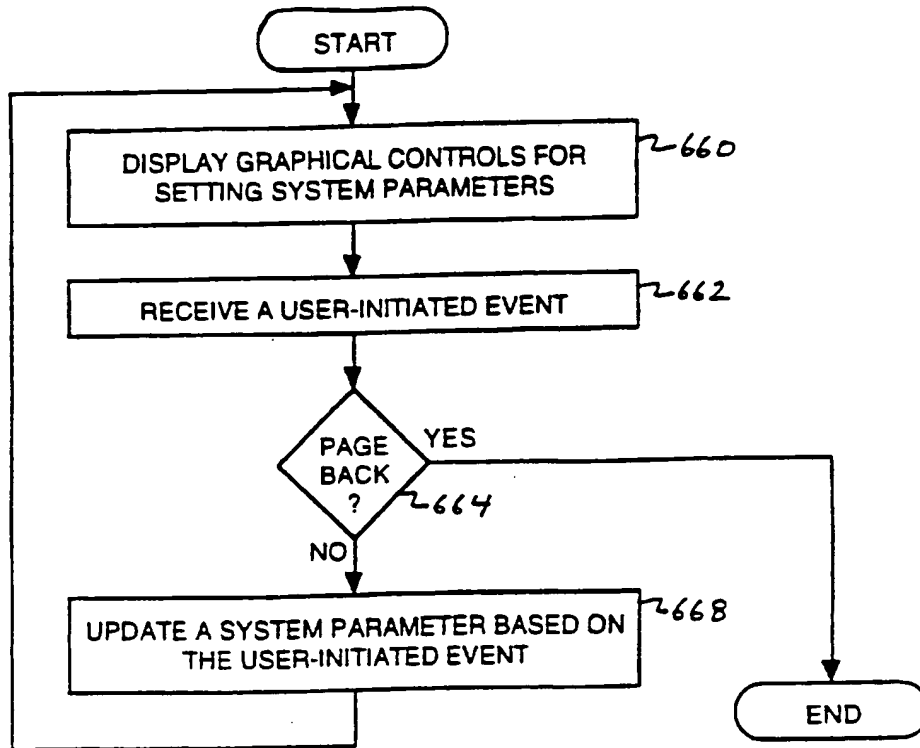 START
DISPLAY GRAPHICAL CONTROLS FOR
SETTING SYSTEM PARAMETERS
660
RECEIVE A USER-INITIATED EVENT
662
PAGE
BACK
?
YES
664
NO
UPDATE A SYSTEM PARAMETER BASED ON
THE USER-INITIATED EVENT
668
END